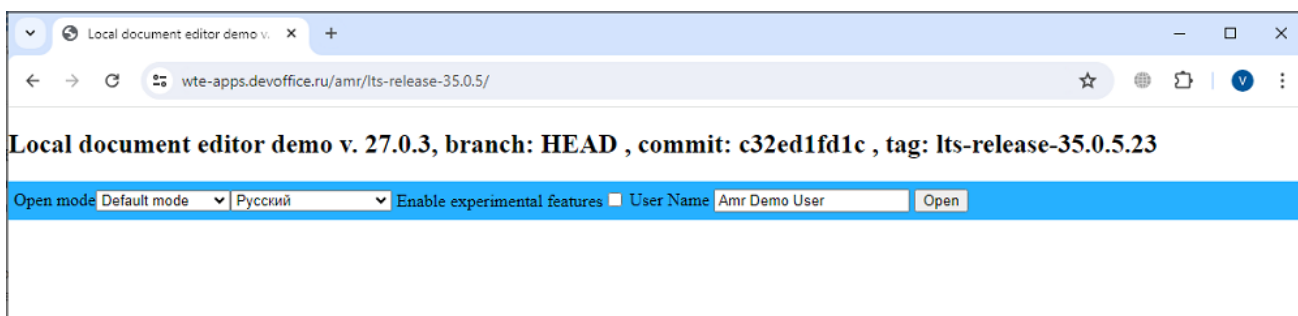 Local document editor demo v.
wte-apps.devoffice.ru/amr/lts-release-35.0.5/
V
Local document editor demo v. 27.0.3, branch: HEAD , commit: c32ed1fd1c , tag: lts-release-35.0.5.23
Open mode Default mode Русский Enable experimental features User Name Amr Demo User Open